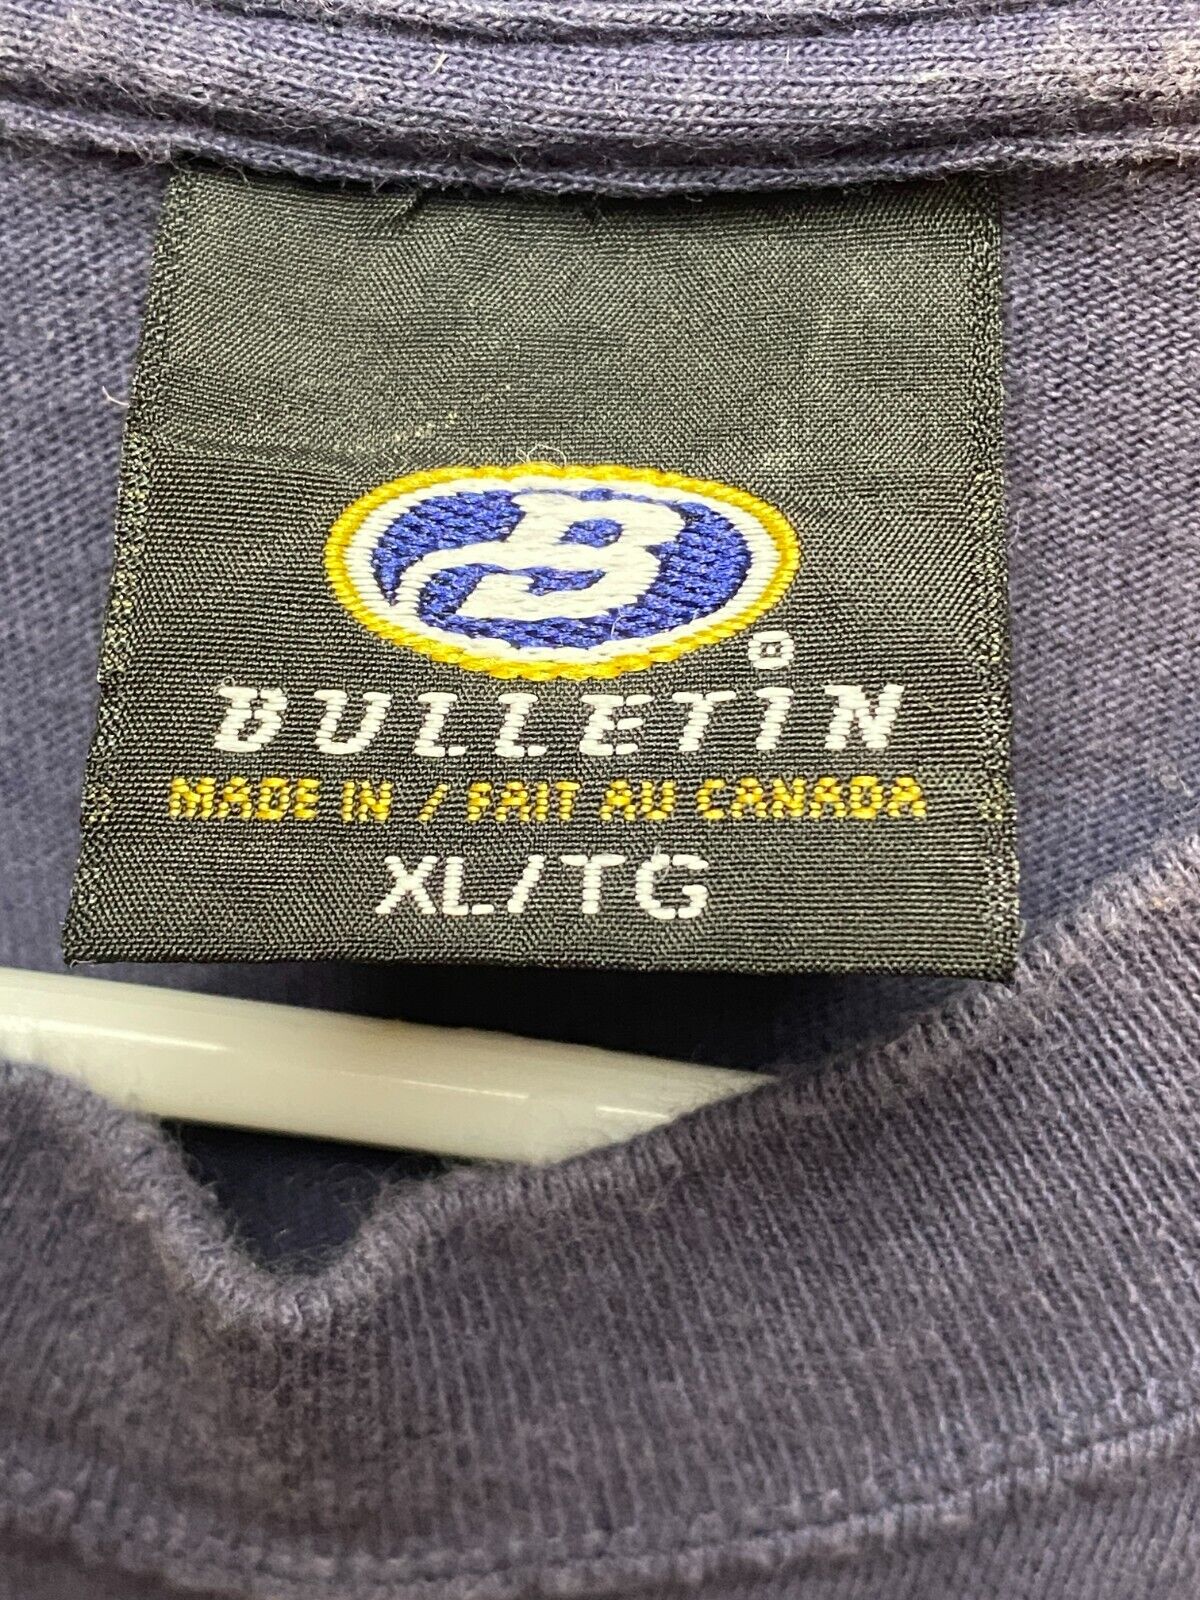 B
®
BULLETIN
MADE IN / FAIT AU CANADA
XL/TG